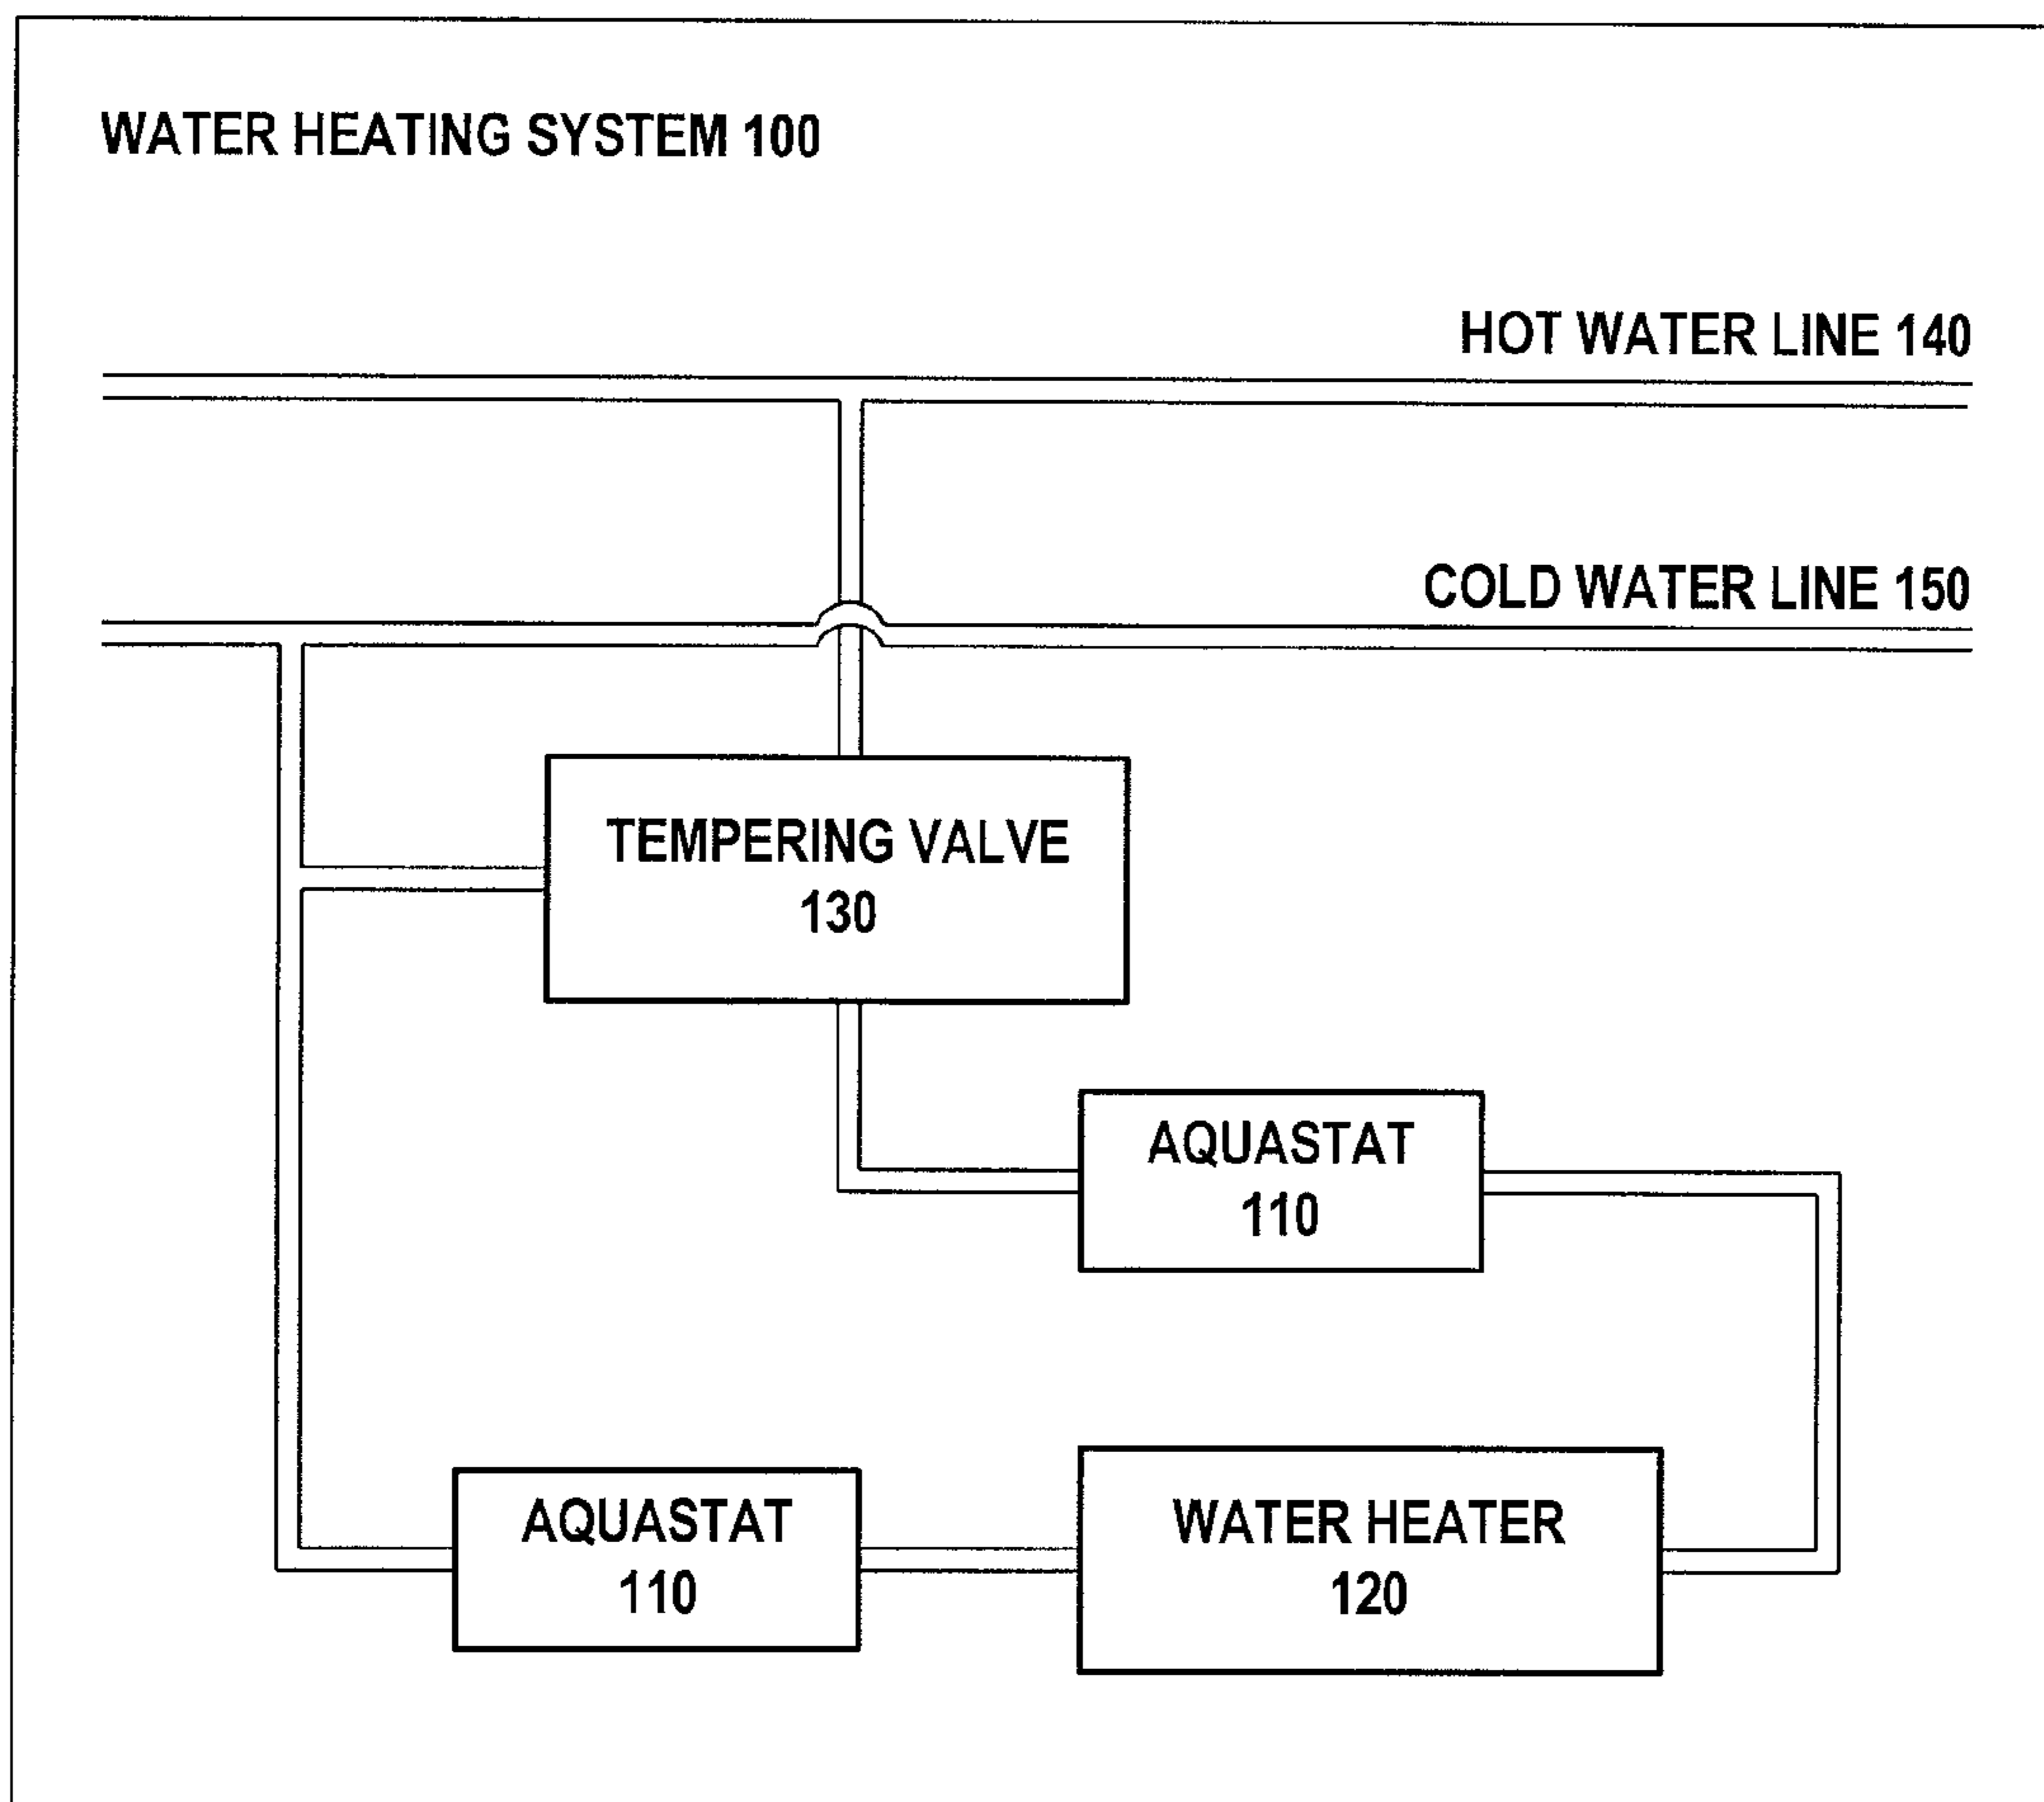 WATER HEATING SYSTEM 100
HOT WATER LINE 140
COLD WATER LINE 150
TEMPERING VALVE
130
AQUASTAT
110
AQUASTAT
110
WATER HEATER
120